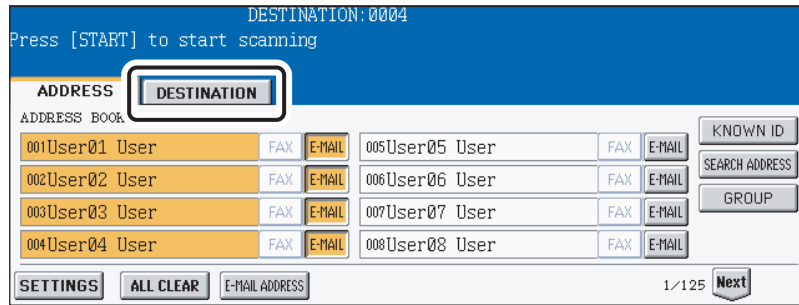 DESTINATION:0004
Press [START] to start scanning
ADDRESS DESTINATION
ADDRESS BOOK
001User01 User FAX E-MAIL 005User05 User FAX E-MAIL KNOWN ID
002User02 User FAX E-MAIL 006User06 User FAX E-MAIL SEARCH ADDRESS
003User03 User FAX E-MAIL 007User07 User FAX E-MAIL GROUP
004User04 User FAX E-MAIL 008User08 User FAX E-MAIL
SETTINGS ALL CLEAR E-MAIL ADDRESS 1/125 Next